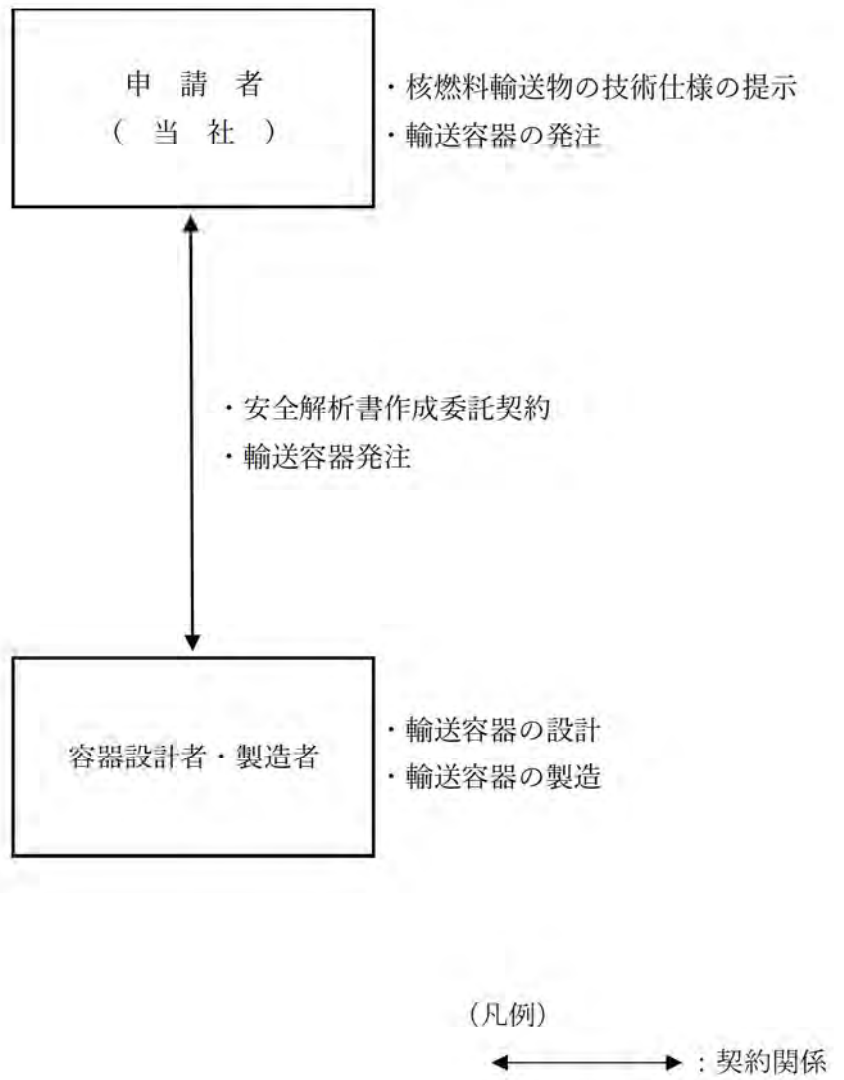 申 請 者
( 当 社 )
・核燃料輸送物の技術仕様の提示
・輸送容器の発注
・安全解析書作成委託契約
・輸送容器発注
容器設計者・製造者
・輸送容器の設計
・輸送容器の製造
(凡例)
：契約関係